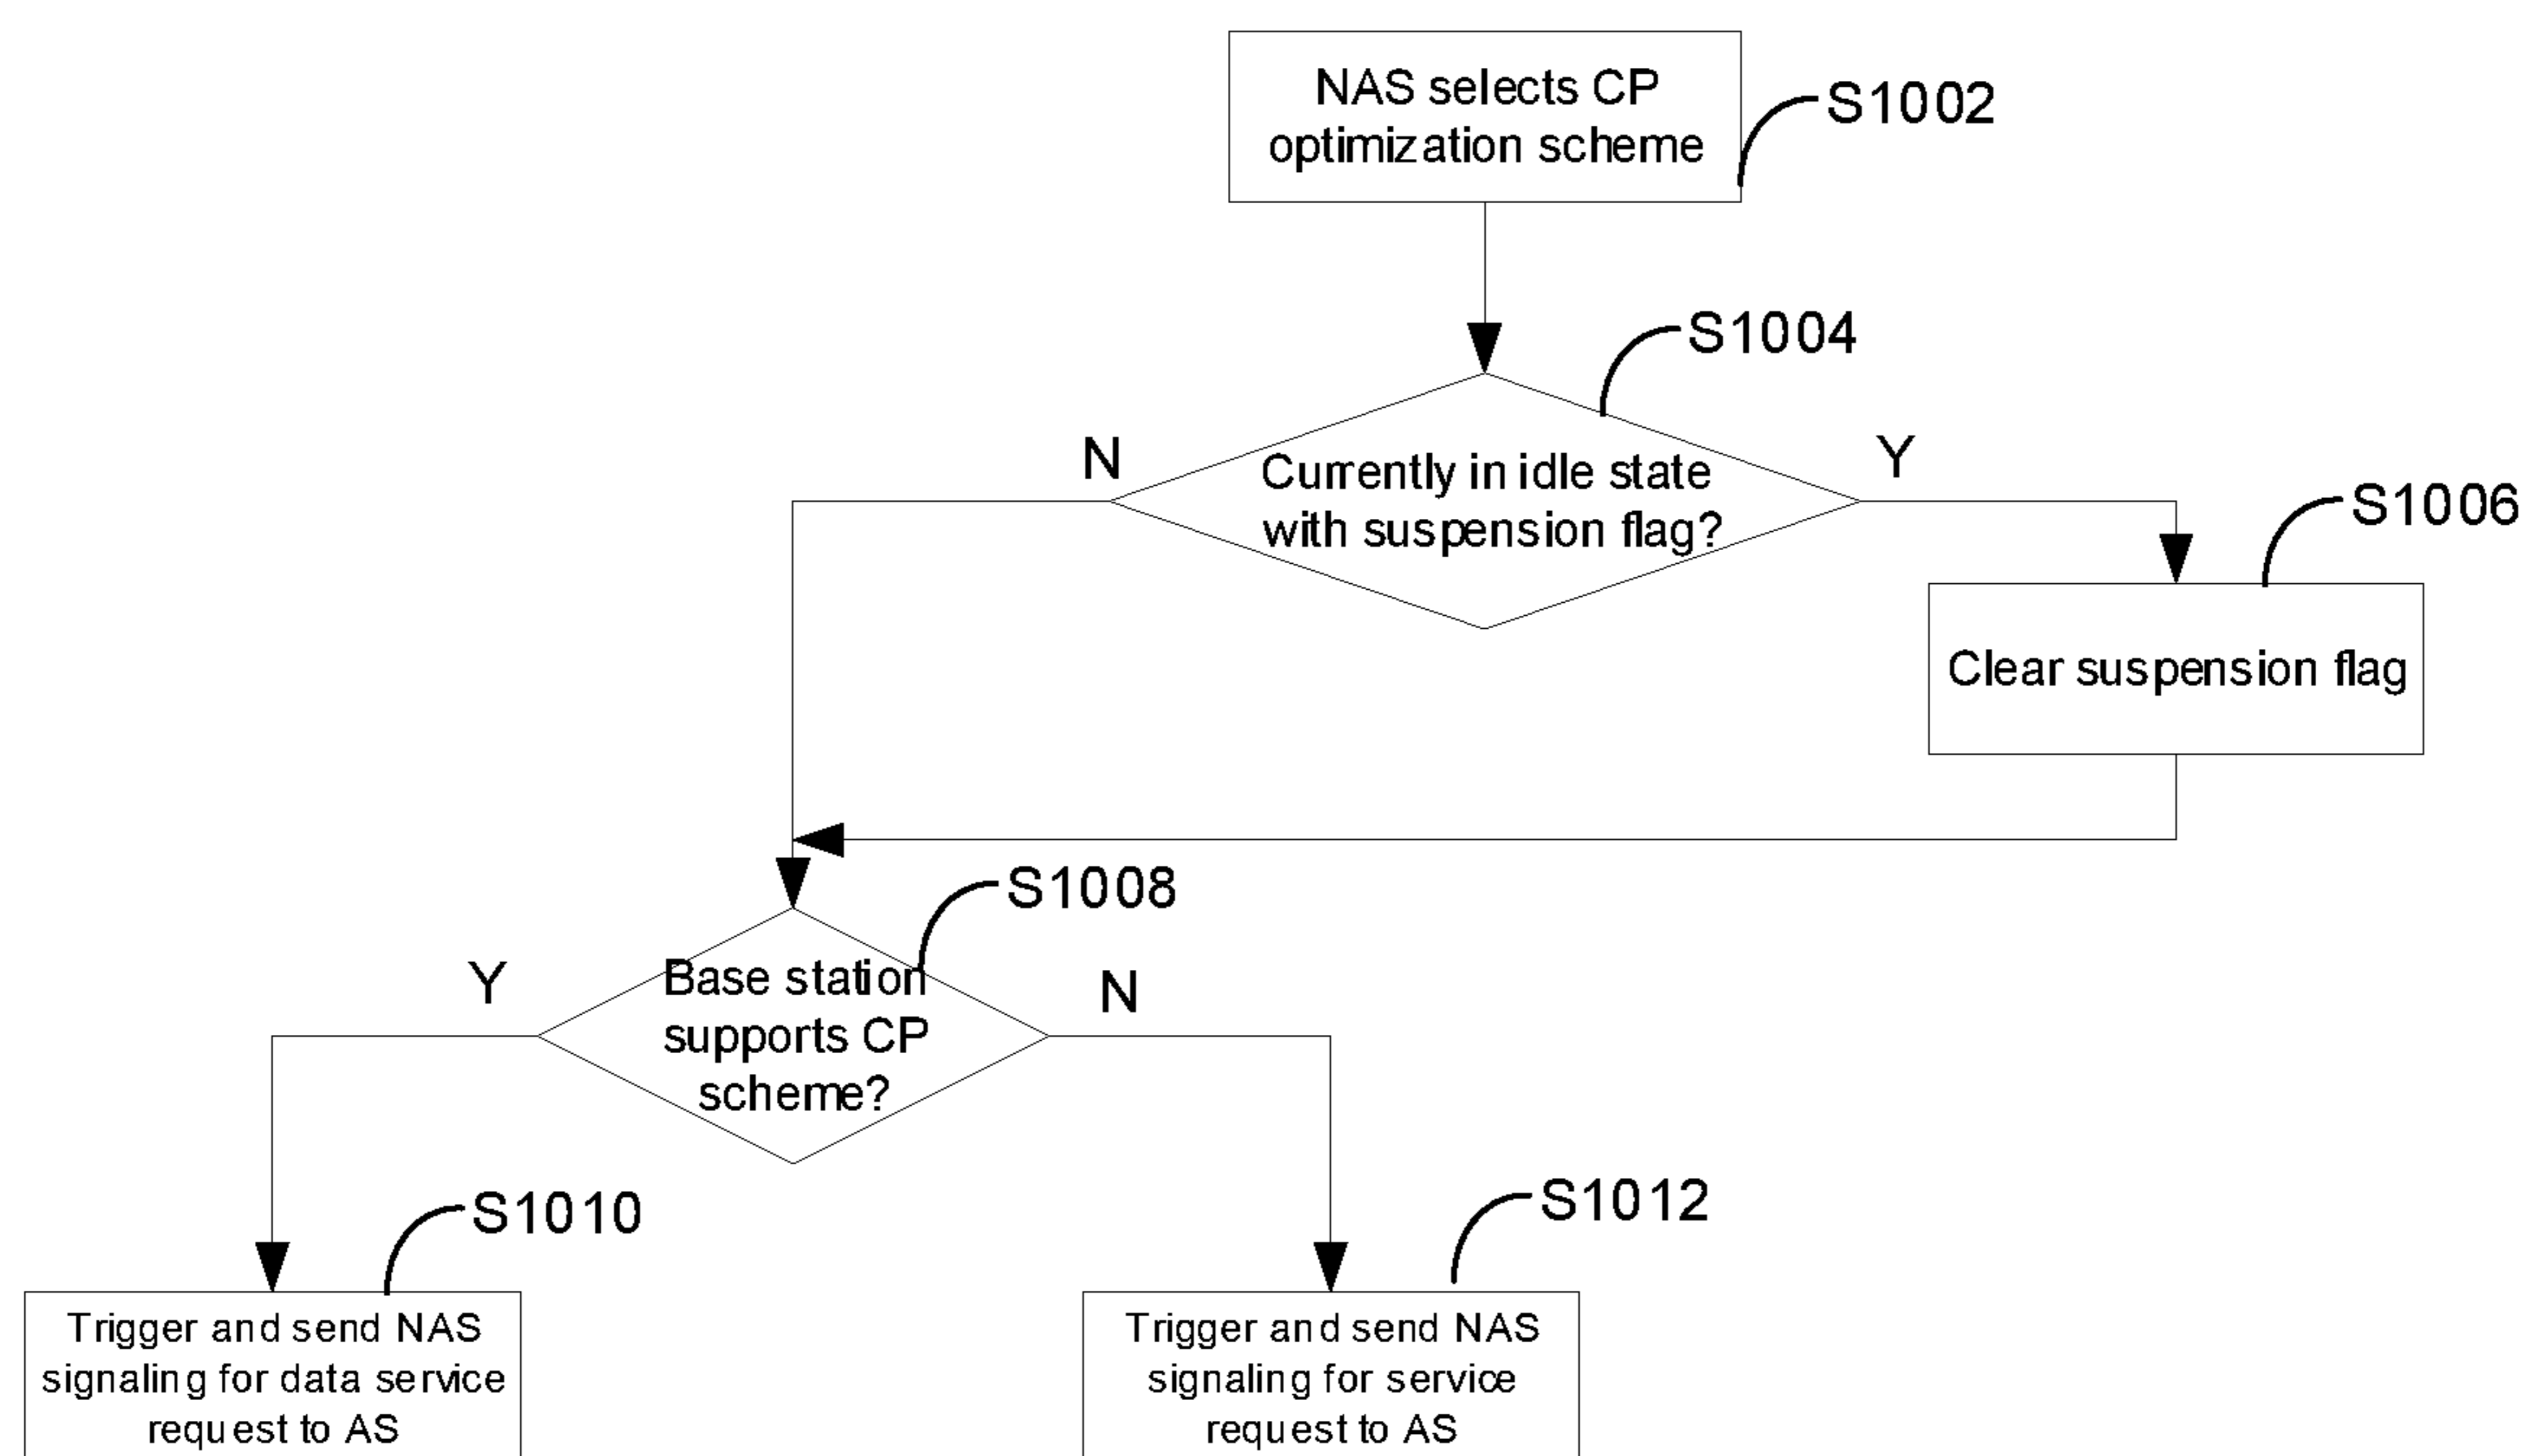 NAS selects CP
optimization scheme
S1002
S1004
N
Currently in idle state
with suspension flag?
Y
S1006
Clear suspension flag
S1008
Y
Base station
supports CP
scheme?
N
S1010
S1012
Trigger and send NAS
signaling for data service
request to AS
Trigger and send NAS
signaling for service
request to AS